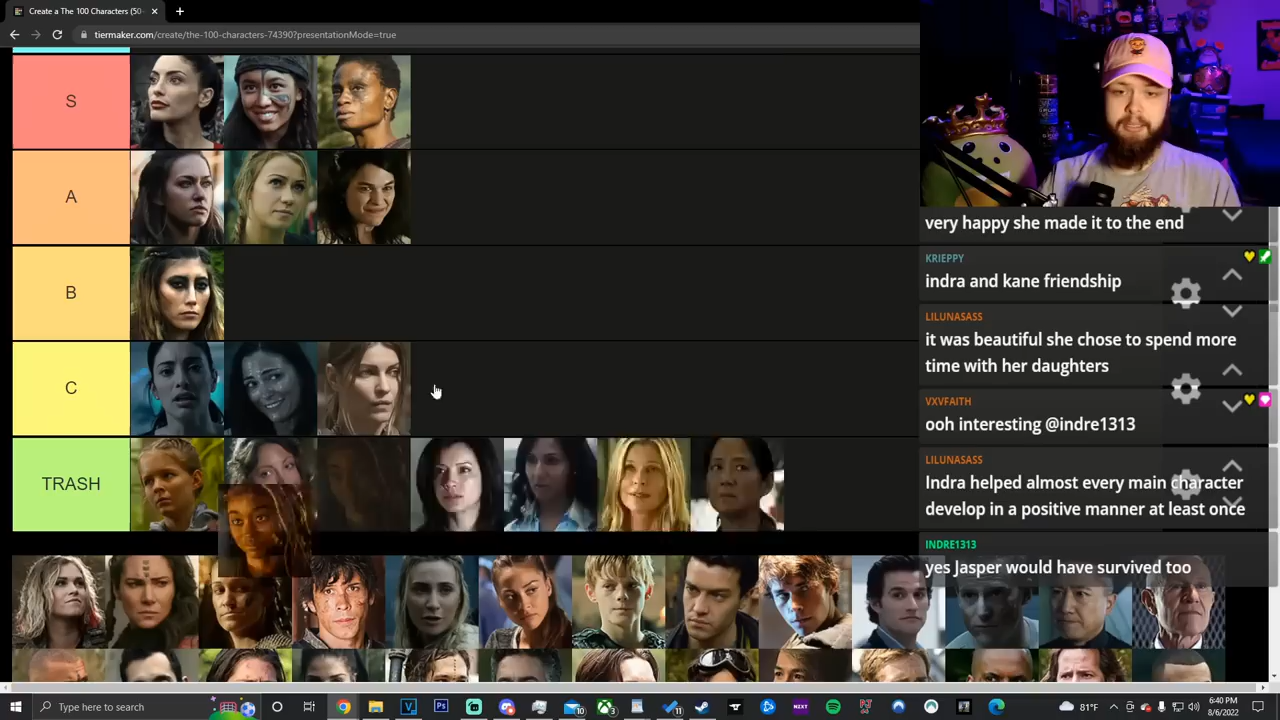 Create a The 100 Characters (50-
tiermaker.com/create/the-100-characters-74390?presentationMode=true
S
A
B
C
TRASH
very happy she made it to the end
KRIEPPY
indra and kane friendship
LILUNASASS
it was beautiful she chose to spend more
time with her daughters
VXVFAITH
ooh interesting @indre1313
LILUNASASS
Indra helped almost every main character
develop in a positive manner at least once
INDRE1313
yes Jasper would have survived too
Type here to search
10
3
11
NZXT
81°F
6:40 PM
8/6/2022